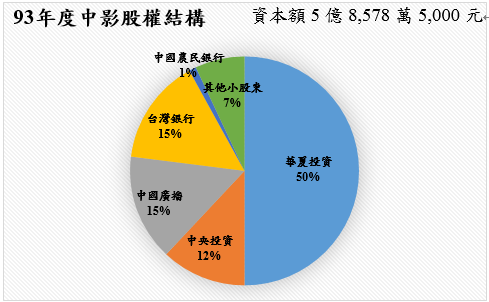 93年度中影股權結構
資本額 5 億 8,578 萬 5,000 元
中國農民銀行
1%
其他小股東
7%
台灣銀行
15%
華夏投資
50%
中國廣播
15%
中央投資
12%